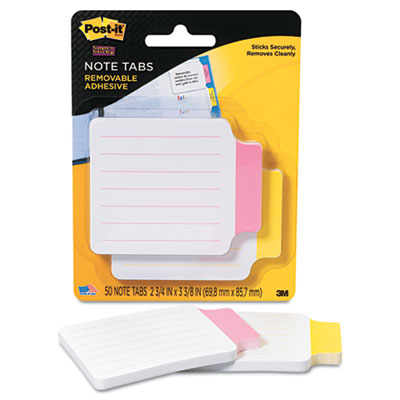 Post-it
Super
Sticky
NOTE TABS
REMOVABLE
ADHESIVE
Sticks Securely,
Removes Cleanly
50 NOTE TABS 2 3/4 IN X 3 3/8 IN (69,8 mm x 85,7 mm)
3M